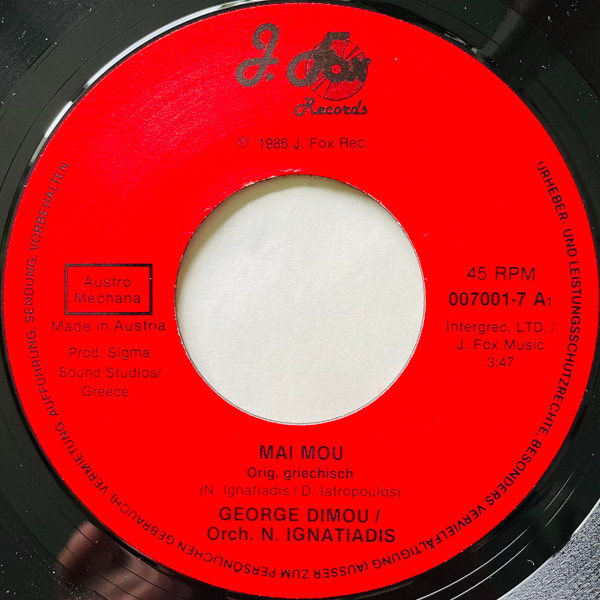 J. Fox
Records
℗ 1986 J. Fox Rec.
Austro
Mechana
Made in Austria
Prod. Sigma
Sound Studios/
Greece
45 RPM
007001-7 A1
Intergrec. LTD. /
J. Fox Music
3:47
MAI MOU
Orig. griechisch
(N. Ignatiadis / D. Iatropoulos)
GEORGE DIMOU /
Orch. N. IGNATIADIS
URHEBER- UND LEISTUNGSSCHUTZRECHTE, BESONDERS VERVIELFÄLTIGUNG (AUSSER ZUM PERSÖNLICHEN GEBRAUCH), VERMIETUNG, AUFFÜHRUNG, SENDUNG, VORBEHALTEN